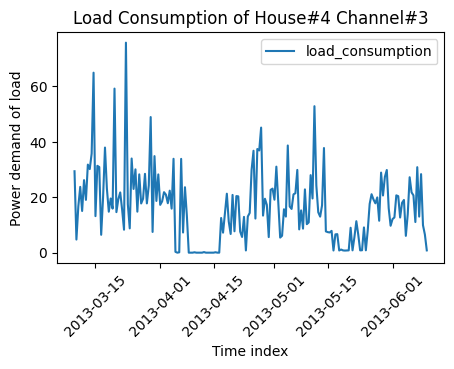 Load Consumption of House#4 Channel#3
load_consumption
Power demand of load
60
40
20
0
2013-03-15
2013-04-01
2013-04-15
2013-05-01
2013-05-15
2013-06-01
Time index